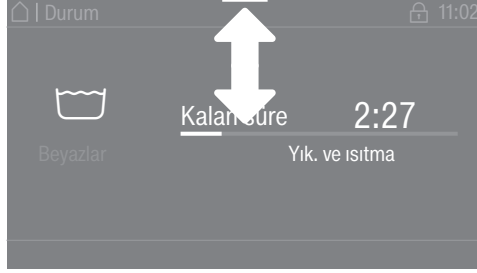 | Durum 11:02
Kalan süre 2:27
Beyazlar
Yık. ve ısıtma